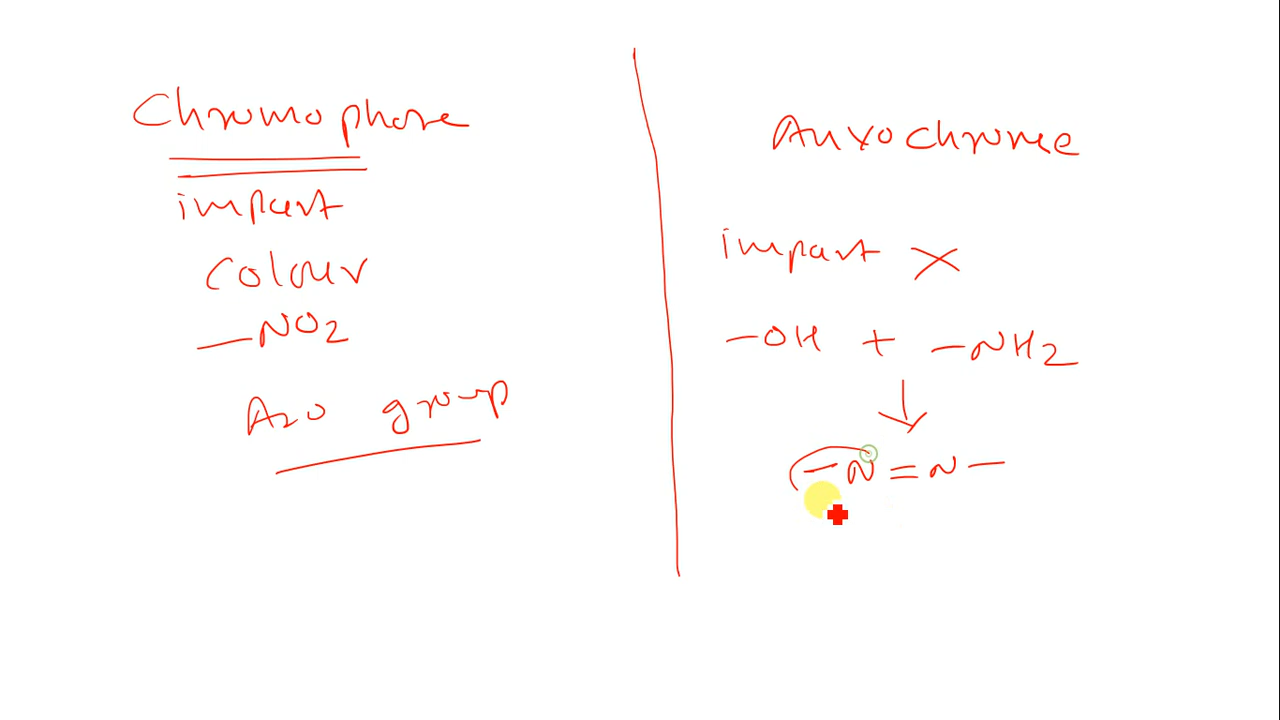 Chromophore
impart
colour
-NO2
Azo group
Auxochrome
impart X
-OH + -NH2
-N=N-